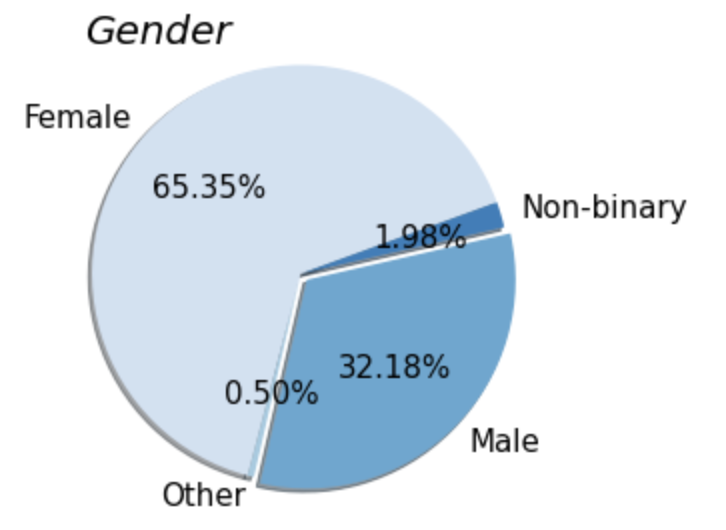 Gender
Female
65.35%
Non-binary
1.98%
32.18%
0.50%
Male
Other